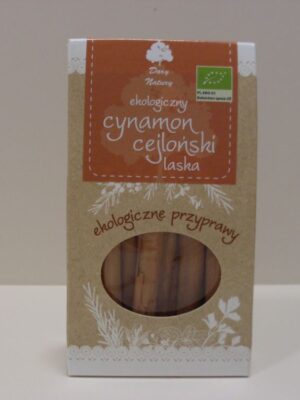 Dary
Natury
ekologiczny
cynamon
cejloński
laska
ekologiczne przyprawy